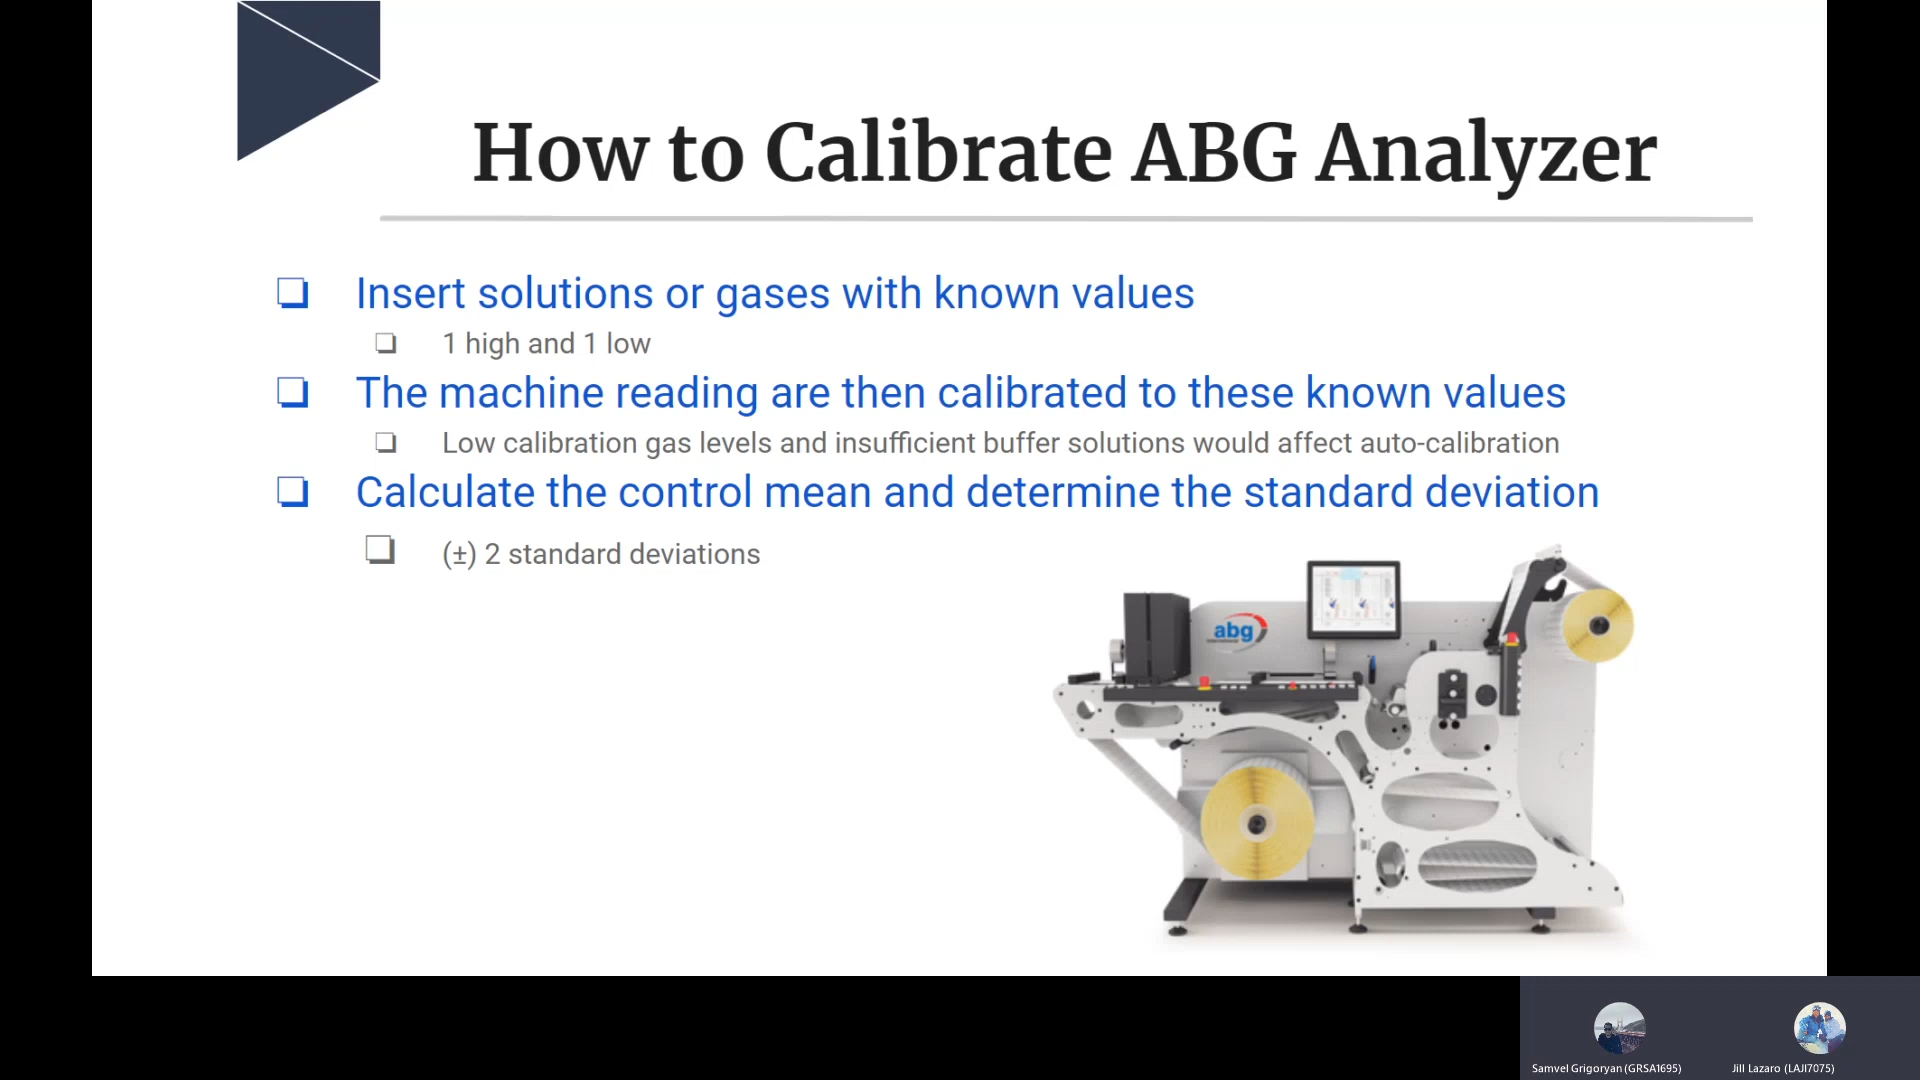 How to Calibrate ABG Analyzer
Insert solutions or gases with known values
1 high and 1 low
The machine reading are then calibrated to these known values
Low calibration gas levels and insufficient buffer solutions would affect auto-calibration
Calculate the control mean and determine the standard deviation
(±) 2 standard deviations
abg
international
Samvel Grigoryan (GRSA1695)
Jill Lazaro (LAJI7075)